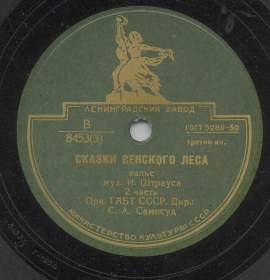 ЛЕНИНГРАДСКИЙ ЗАВОД
В
8453(3)
ГОСТ 5289-50
СКАЗКИ ВЕНСКОГО ЛЕСА
вальс
муз. И. Штрауса
2 часть
Орк. ГАБТ СССР. Дир.:
С. А. Самосуд
МИНИСТЕРСТВО КУЛЬТУРЫ СССР